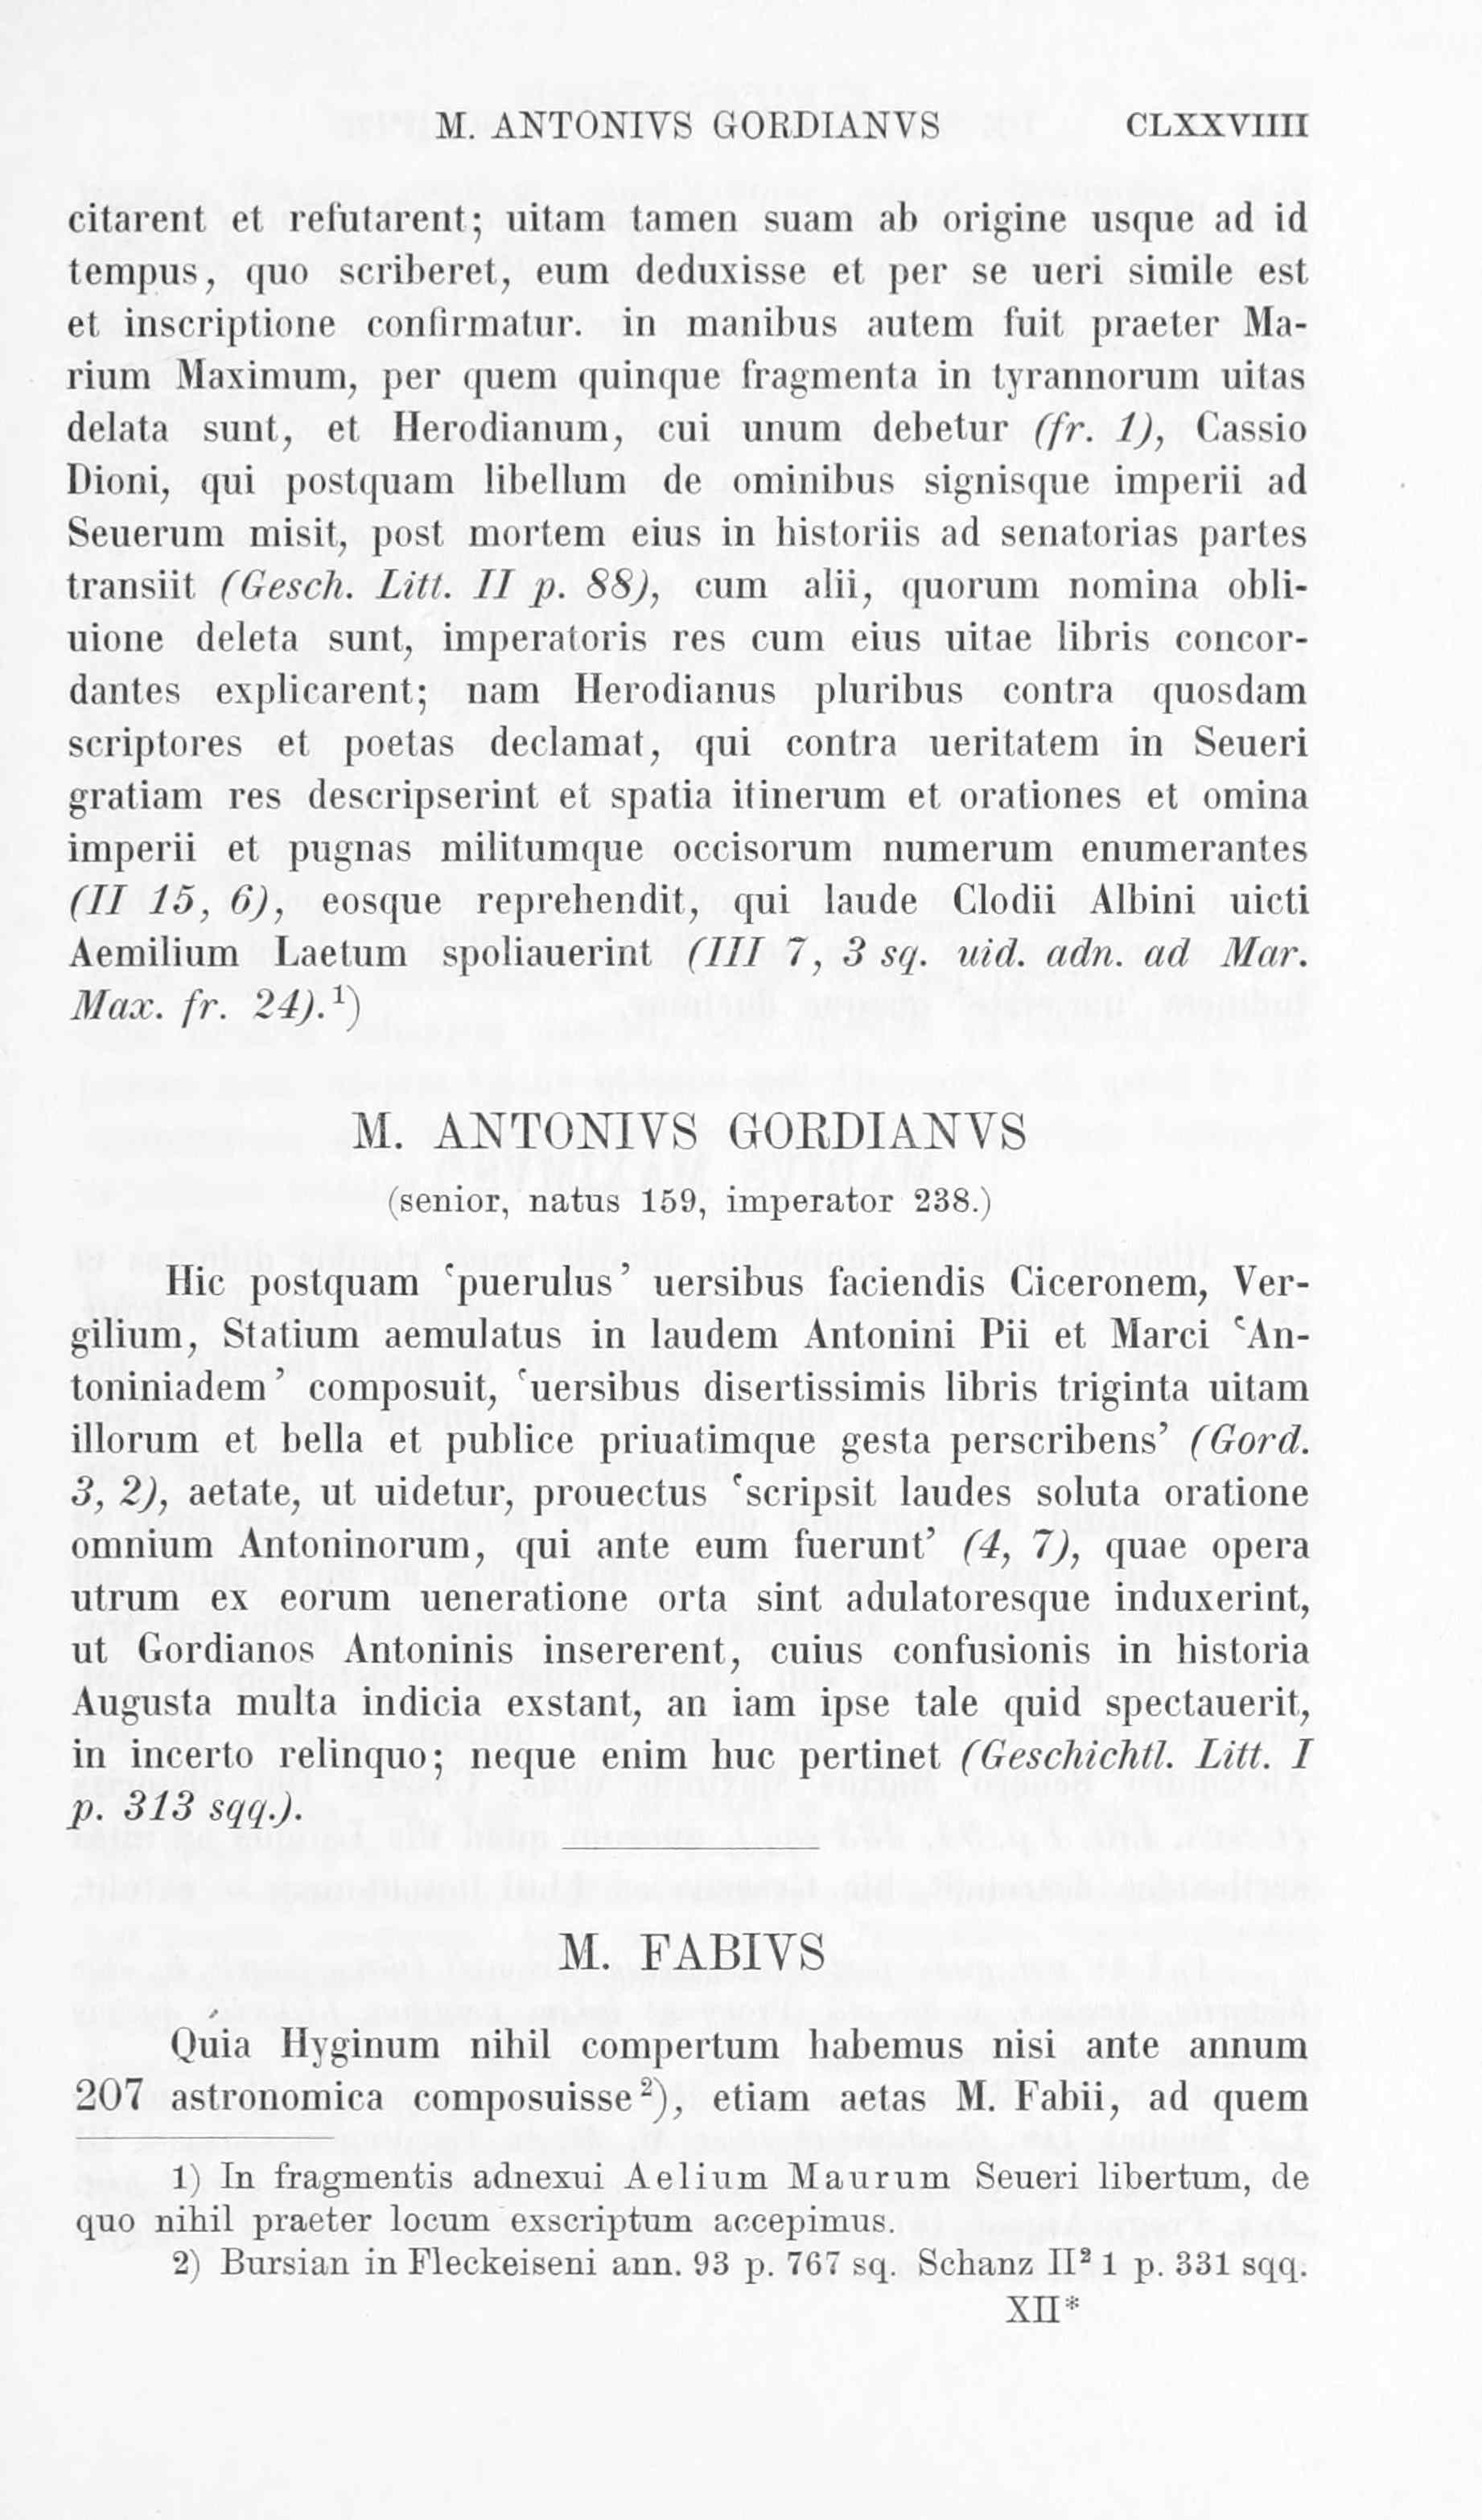 M. ANTONIVS GORDIANVS CLXXVIIII
citarent et refutarent; uitam tamen suam ab origine usque ad id
tempus, quo scriberet, eum deduxisse et per se ueri simile est
et inscriptione confirmatur. in manibus autem fuit praeter Ma-
rium Maximum, per quem quinque fragmenta in tyrannorum uitas
delata sunt, et Herodianum, cui unum debetur (fr. 1), Cassio
Dioni, qui postquam libellum de ominibus signisque imperii ad
Seuerum misit, post mortem eius in historiis ad senatorias partes
transiit (Gesch. Litt. II p. 88), cum alii, quorum nomina obli-
uione deleta sunt, imperatoris res cum eius uitae libris concor-
dantes explicarent; nam Herodianus pluribus contra quosdam
scriptores et poetas declamat, qui contra ueritatem in Seueri
gratiam res descripserint et spatia itinerum et orationes et omina
imperii et pugnas militumque occisorum numerum enumerantes
(II 15, 6), eosque reprehendit, qui laude Clodii Albini uicti
Aemilium Laetum spoliauerint (III 7, 3 sq. uid. adn. ad Mar.
Max. fr. 24).¹)
M. ANTONIVS GORDIANVS
(senior, natus 159, imperator 238.)
Hic postquam ‘puerulus’ uersibus faciendis Ciceronem, Ver-
gilium, Statium aemulatus in laudem Antonini Pii et Marci ‘An-
toniniadem’ composuit, ‘uersibus disertissimis libris triginta uitam
illorum et bella et publice priuatimque gesta perscribens’ (Gord.
3, 2), aetate, ut uidetur, prouectus ‘scripsit laudes soluta oratione
omnium Antoninorum, qui ante eum fuerunt’ (4, 7), quae opera
utrum ex eorum ueneratione orta sint adulatoresque induxerint,
ut Gordianos Antoninis insererent, cuius confusionis in historia
Augusta multa indicia exstant, an iam ipse tale quid spectauerit,
in incerto relinquo; neque enim huc pertinet (Geschichtl. Litt. I
p. 313 sqq.).
M. FABIVS
Quia Hyginum nihil compertum habemus nisi ante annum
207 astronomica composuisse²), etiam aetas M. Fabii, ad quem
1) In fragmentis adnexui Aelium Maurum Seueri libertum, de
quo nihil praeter locum exscriptum accepimus.
2) Bursian in Fleckeiseni ann. 93 p. 767 sq. Schanz II² 1 p. 331 sqq.
XII*